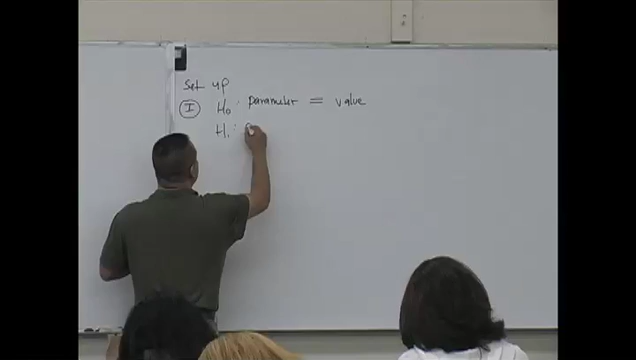 Set up
I H₀: parameter = value
H₁: p